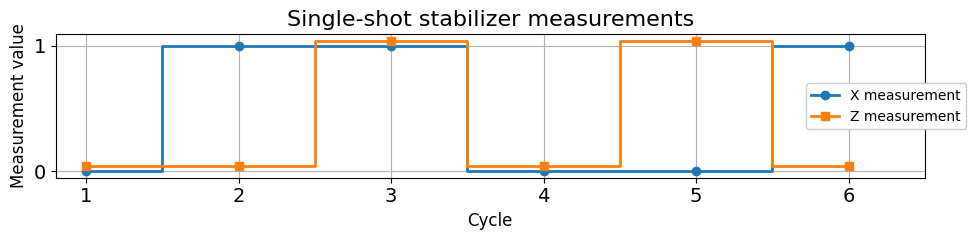 Single-shot stabilizer measurements
Measurement value
1
0
X measurement
Z measurement
1 2 3 4 5 6
Cycle